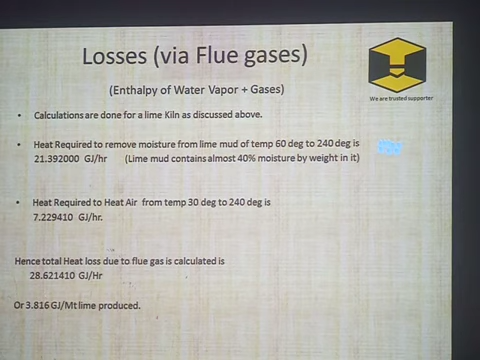 Losses (via Flue gases)
(Enthalpy of Water Vapor + Gases)
We are trusted supporter
• Calculations are done for a lime Kiln as discussed above.
• Heat Required to remove moisture from lime mud of temp 60 deg to 240 deg is
21.392000 GJ/hr (Lime mud contains almost 40% moisture by weight in it)
• Heat Required to Heat Air from temp 30 deg to 240 deg is
7.229410 GJ/hr.
Hence total Heat loss due to flue gas is calculated is
28.621410 GJ/Hr
Or 3.816 GJ/Mt lime produced.